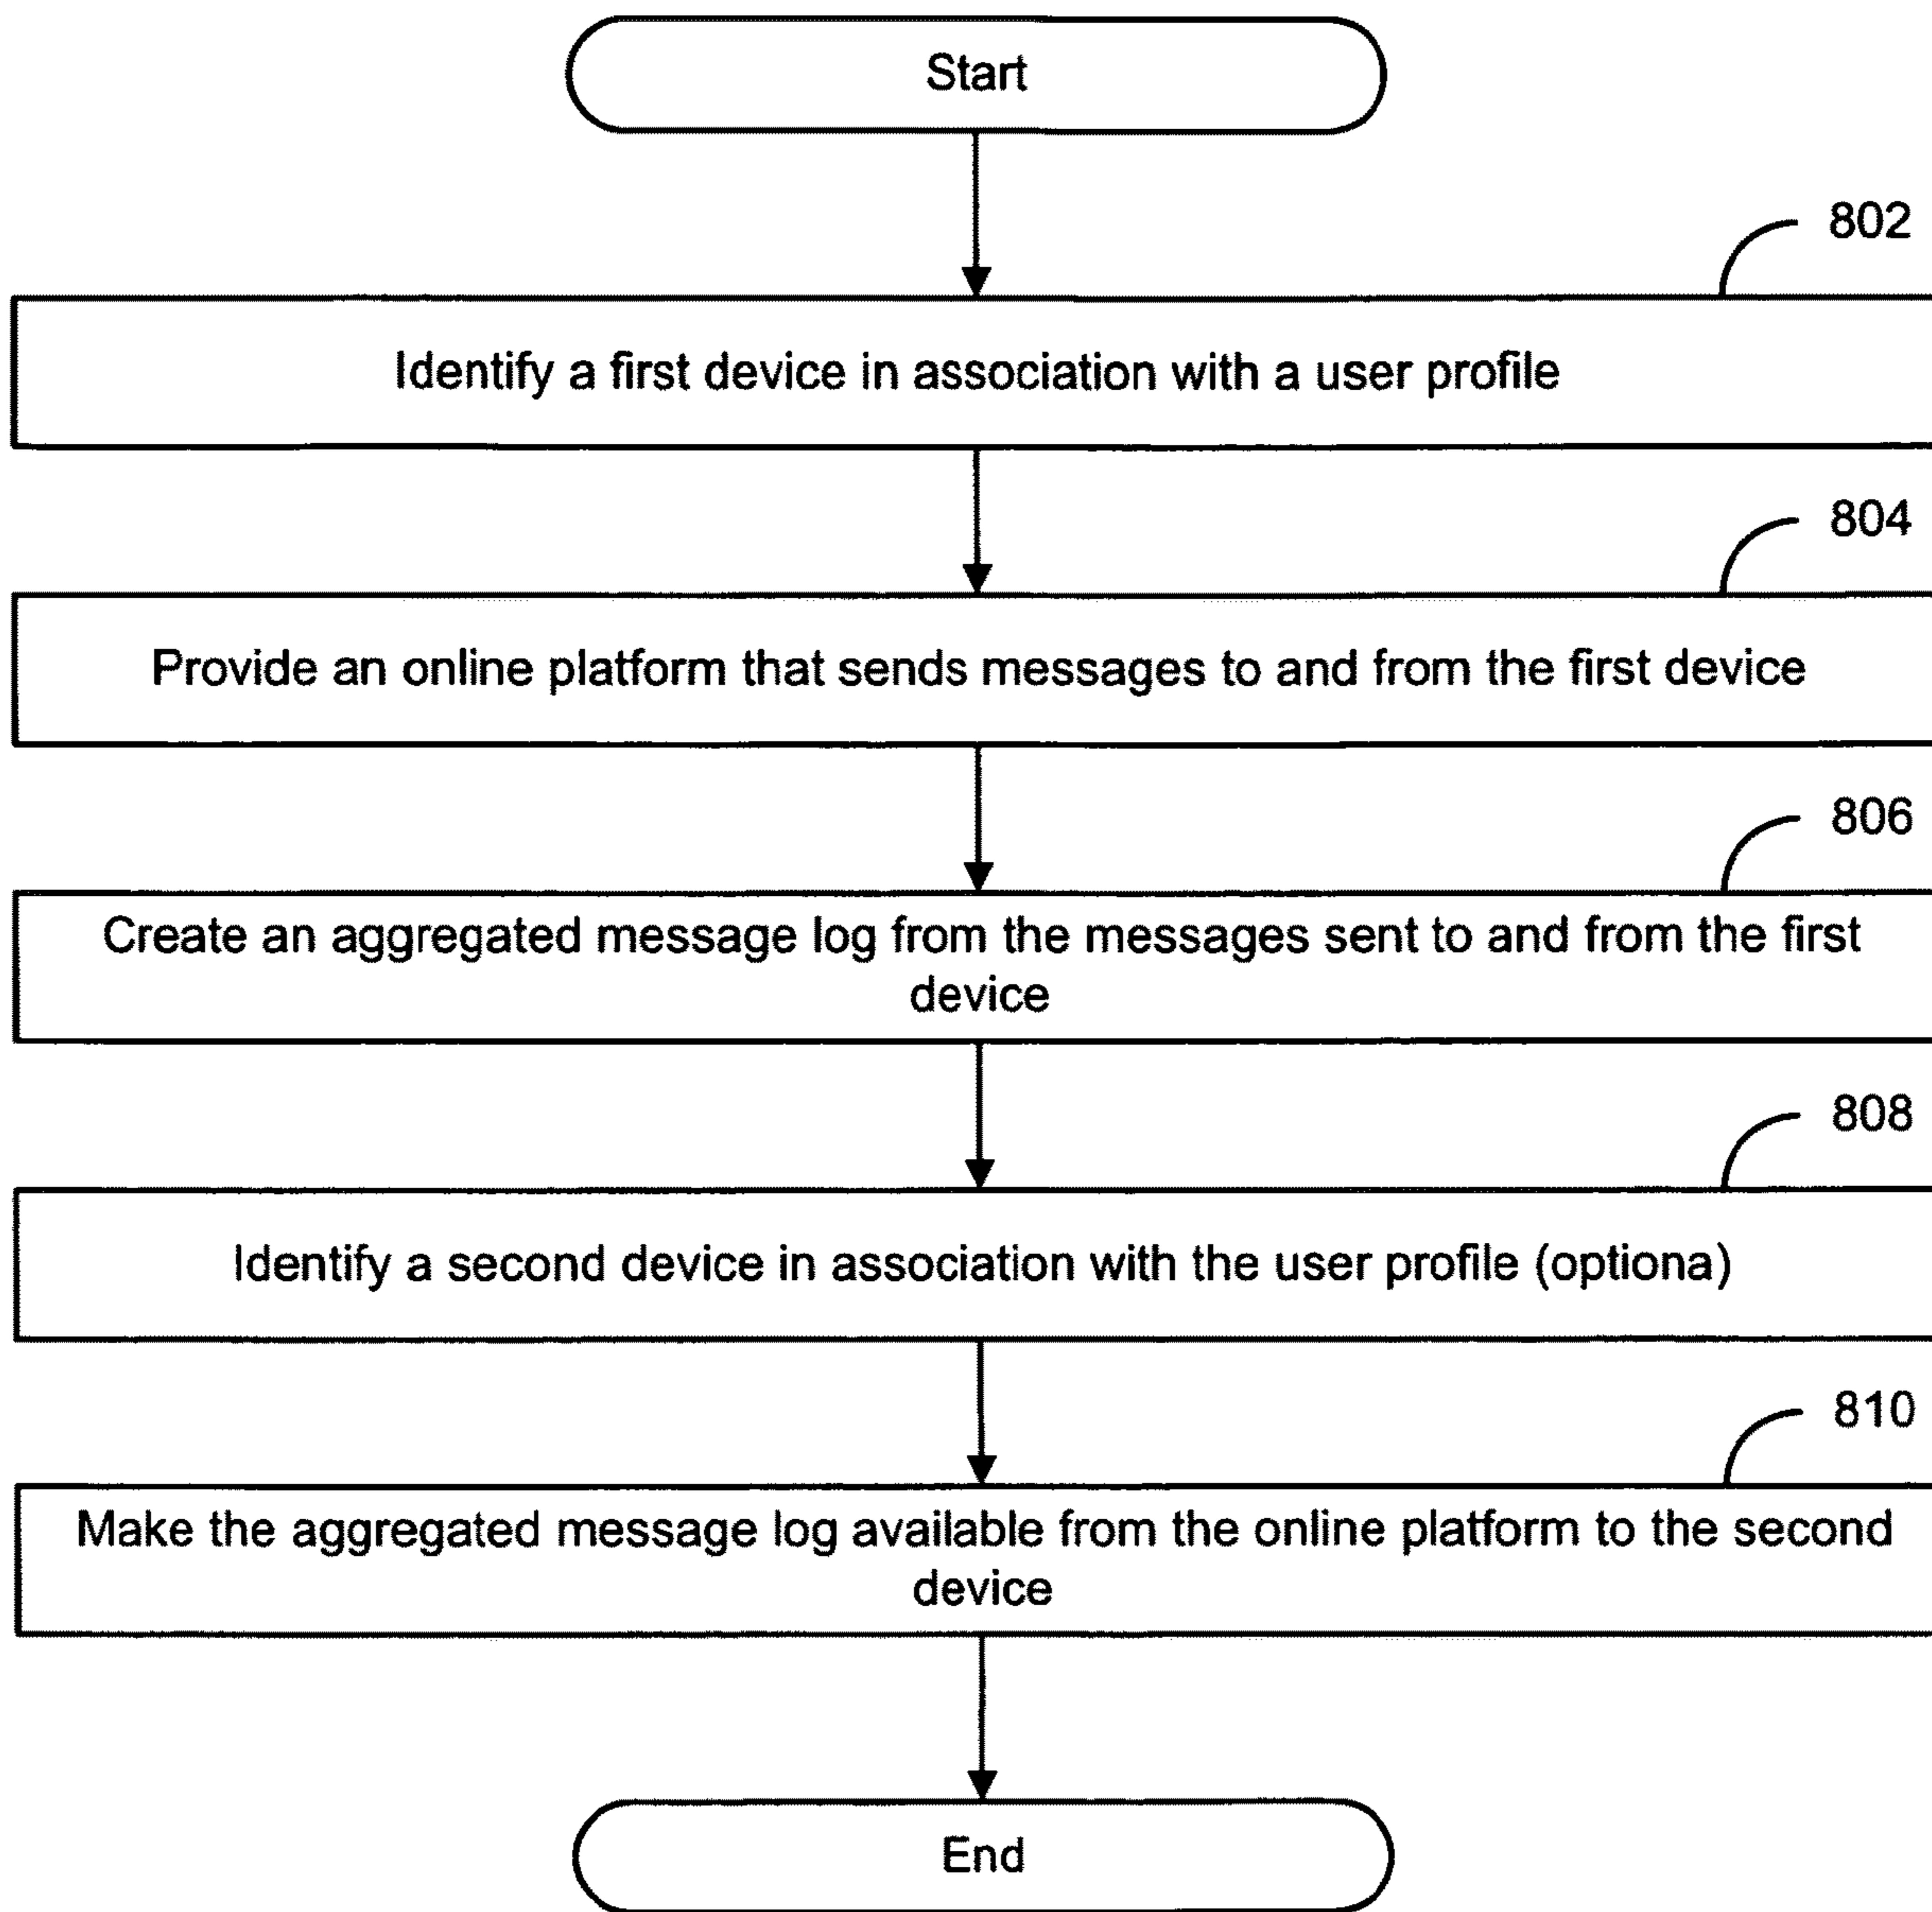 Start
802
Identify a first device in association with a user profile
804
Provide an online platform that sends messages to and from the first device
806
Create an aggregated message log from the messages sent to and from the first
device
808
Identify a second device in association with the user profile (optiona)
810
Make the aggregated message log available from the online platform to the second
device
End